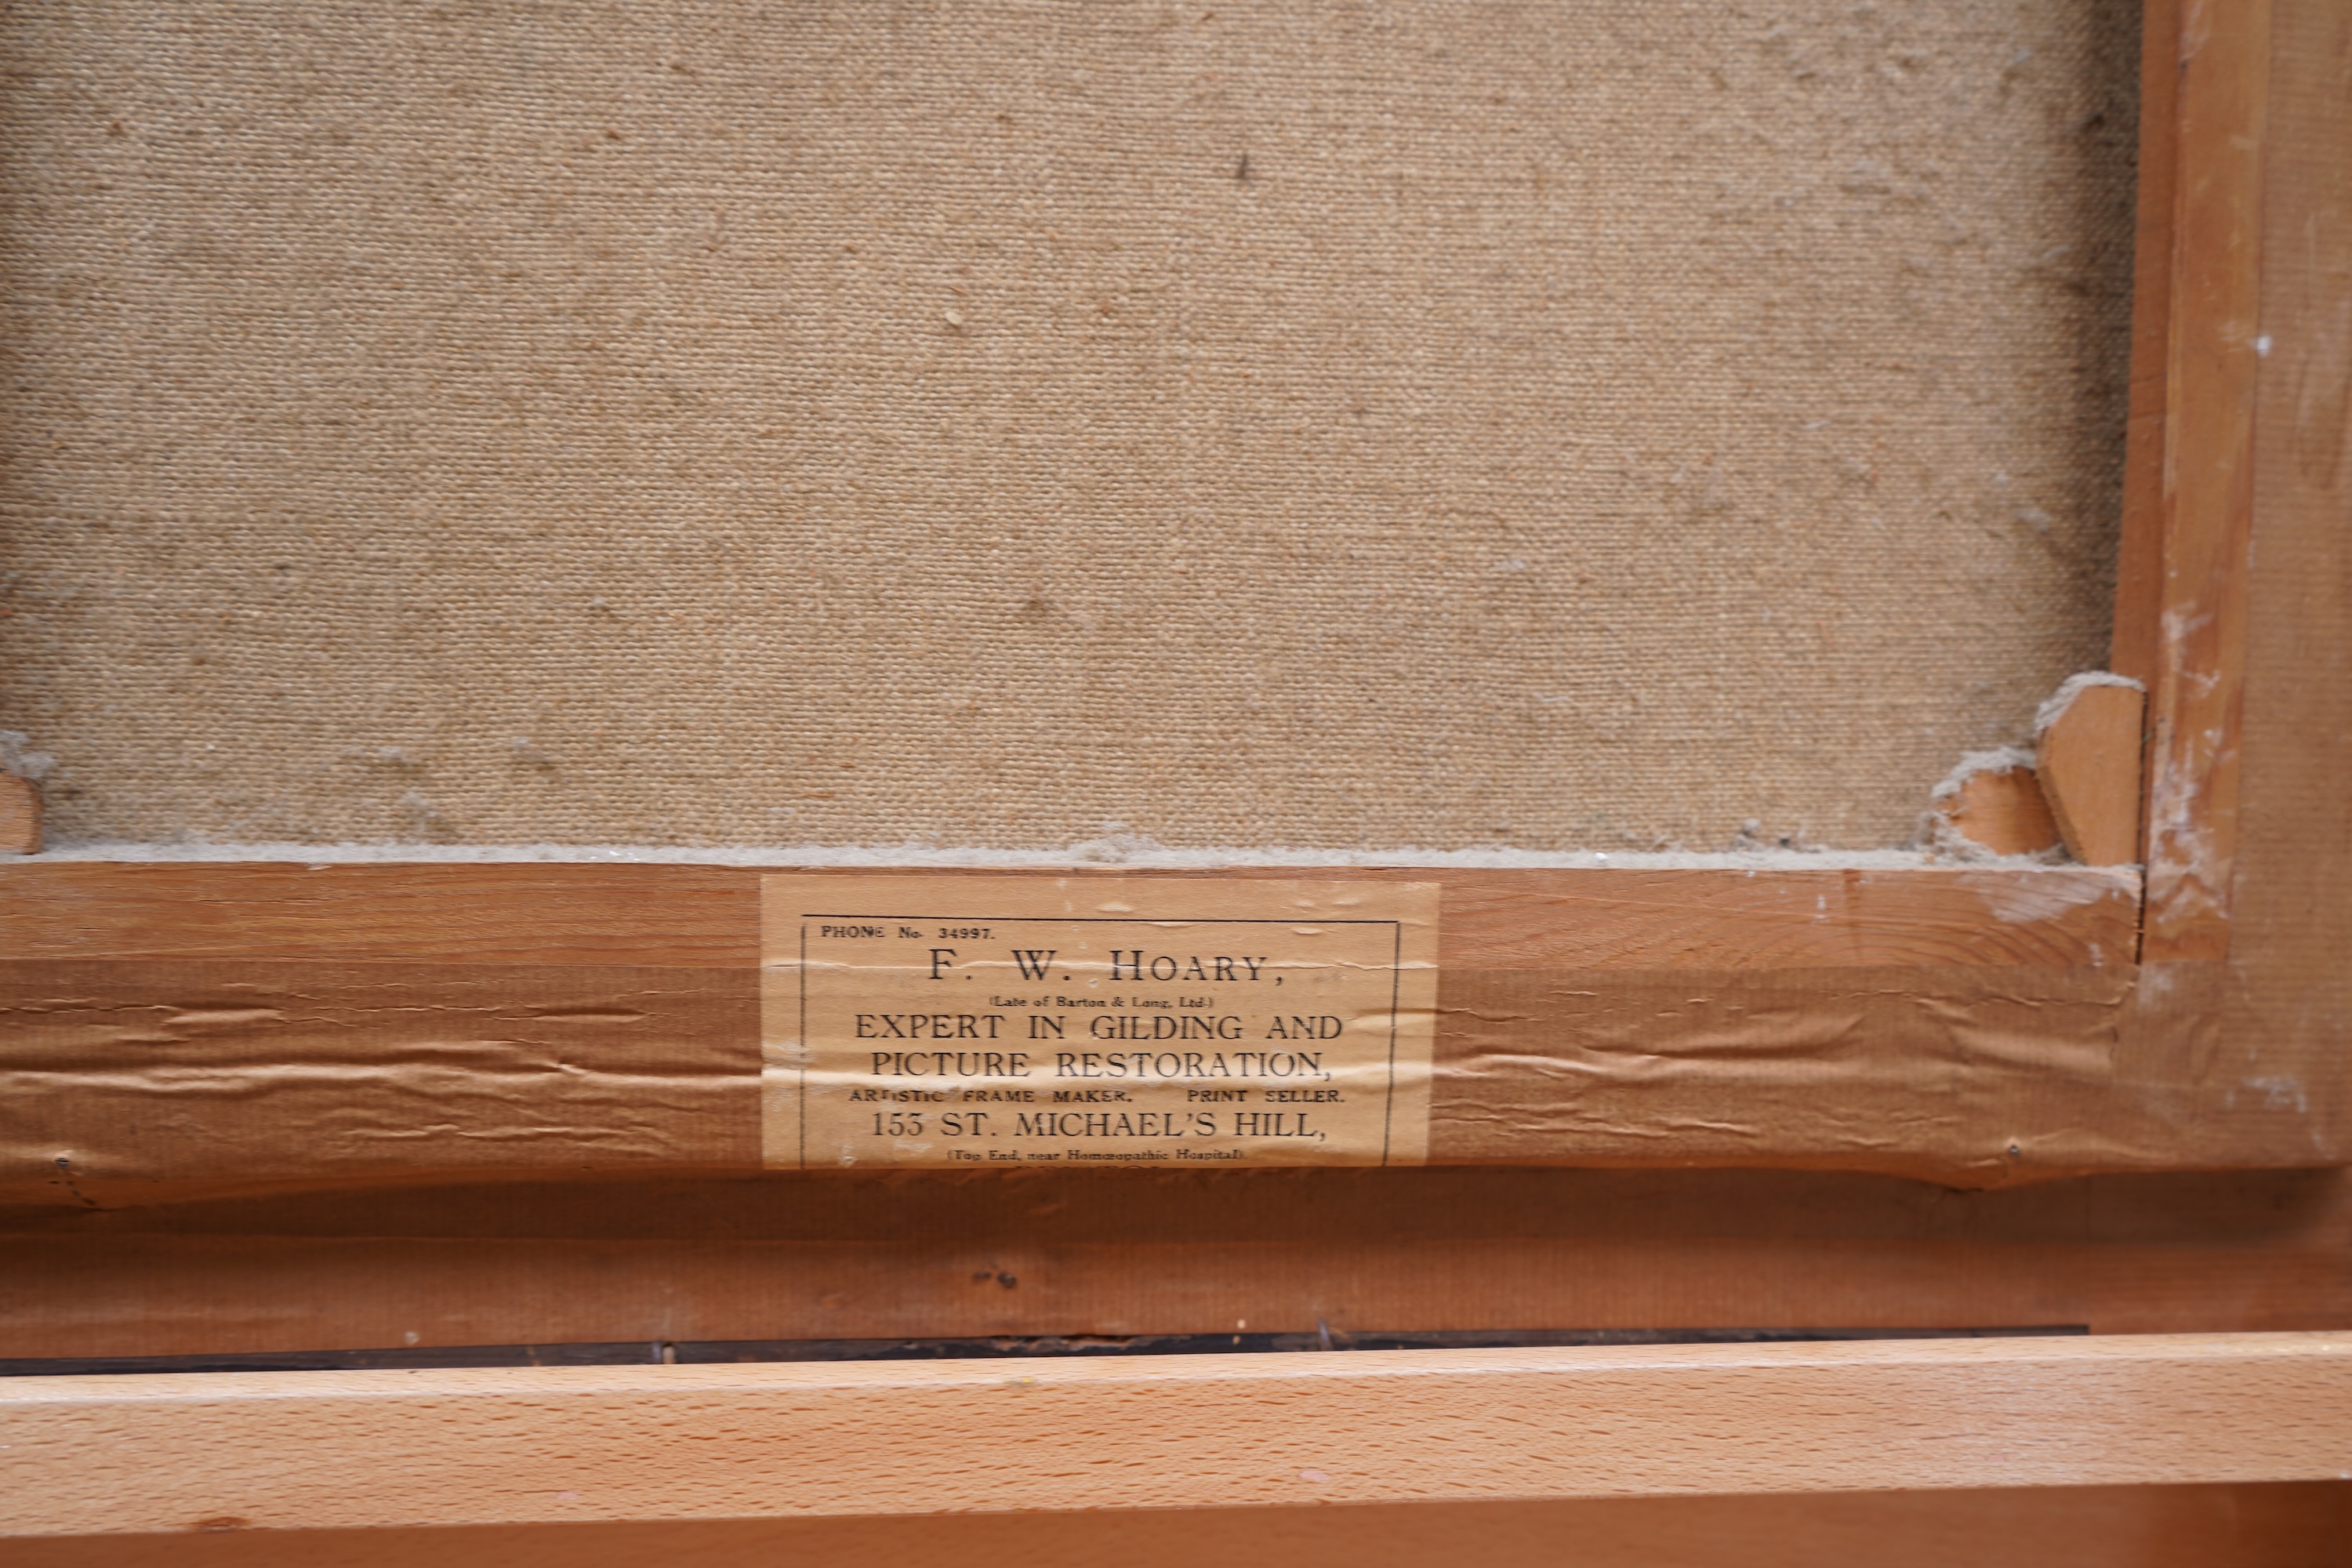 PHONE No. 34997.
F. W. HOARY,
(Late of Barton & Long, Ltd.)
EXPERT IN GILDING AND
PICTURE RESTORATION,
ARTISTIC FRAME MAKER. PRINT SELLER.
153 ST. MICHAEL'S HILL,
(Top End, near Homœopathic Hospital).